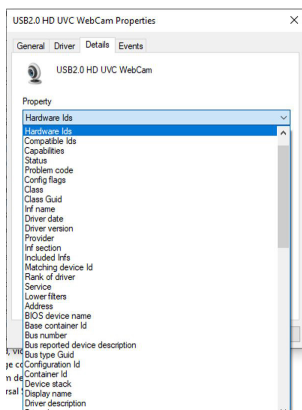 USB2.0 HD UVC WebCam Properties
General Driver Details Events
USB2.0 HD UVC WebCam
Property
Hardware Ids
Hardware Ids
Compatible Ids
Capabilities
Status
Problem code
Config flags
Class
Class Guid
Inf name
Driver date
Driver version
Provider
Inf section
Included Infs
Matching device Id
Rank of driver
Service
Lower filters
Address
BIOS device name
Base container Id
Bus number
Bus reported device description
Bus type Guid
Configuration Id
Container Id
Device stack
Display name
Driver description